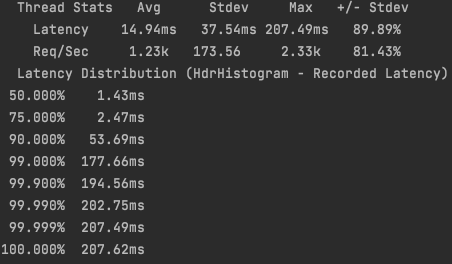 Thread Stats   Avg      Stdev     Max   +/- Stdev
Latency    14.94ms   37.54ms 207.49ms   89.89%
Req/Sec     1.23k   173.56     2.33k    81.43%
Latency Distribution (HdrHistogram - Recorded Latency)
50.000%    1.43ms
75.000%    2.47ms
90.000%   53.69ms
99.000%  177.66ms
99.900%  194.56ms
99.990%  202.75ms
99.999%  207.49ms
100.000%  207.62ms